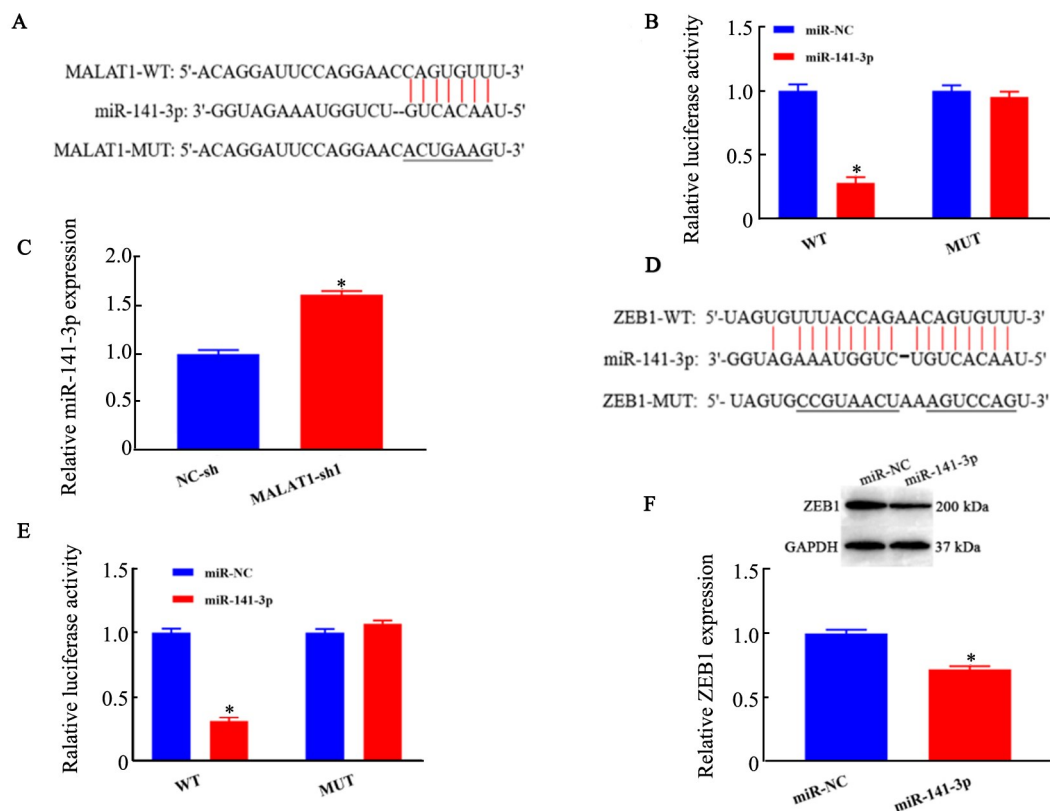 A
MALAT1-WT: 5'-ACAGGAUUCCAGGAACCAGUGUUU-3'
miR-141-3p: 3'-GGUAGAAAUGGUCU--GUCACAAU-5'
MALAT1-MUT: 5'-ACAGGAUUCCAGGAACACUGAAGU-3'
B
miR-NC
miR-141-3p
Ralative luciferase activity
1.5
1.0
0.5
0
*
WT
MUT
C
Relative miR-141-3p expression
2.0
1.5
1.0
0.5
0
*
NC-sh
MALAT1-sh1
D
ZEB1-WT: 5'-UAGUGUUUACCAGAACAGUGUUU-3'
miR-141-3p: 3'-GGUAGAAAUGGUC-UGUCACAAU-5'
ZEB1-MUT: 5'- UAGUGCCGUAACUAAAGUCCAGU-3'
E
miR-NC
miR-141-3p
Ralative luciferase activity
1.5
1.0
0.5
0
*
WT
MUT
F
miR-NC
miR-141-3p
ZEB1
200 kDa
GAPDH
37 kDa
Relative ZEB1 expression
1.5
1.0
0.5
0
*
miR-NC
miR-141-3p